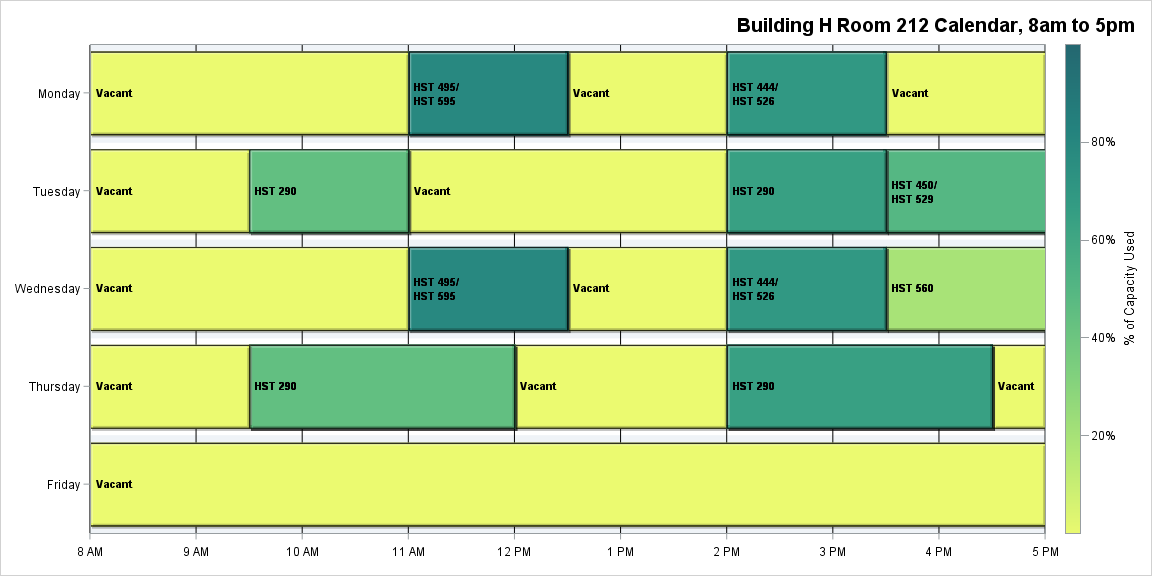 Building H Room 212 Calendar, 8am to 5pm
Monday
Vacant
HST 495/
HST 595
Vacant
HST 444/
HST 526
Vacant
Tuesday
Vacant
HST 290
Vacant
HST 290
HST 450/
HST 529
Wednesday
Vacant
HST 495/
HST 595
Vacant
HST 444/
HST 526
HST 560
Thursday
Vacant
HST 290
Vacant
HST 290
Vacant
Friday
Vacant
8 AM
9 AM
10 AM
11 AM
12 PM
1 PM
2 PM
3 PM
4 PM
5 PM
80%
60%
40%
20%
% of Capacity Used